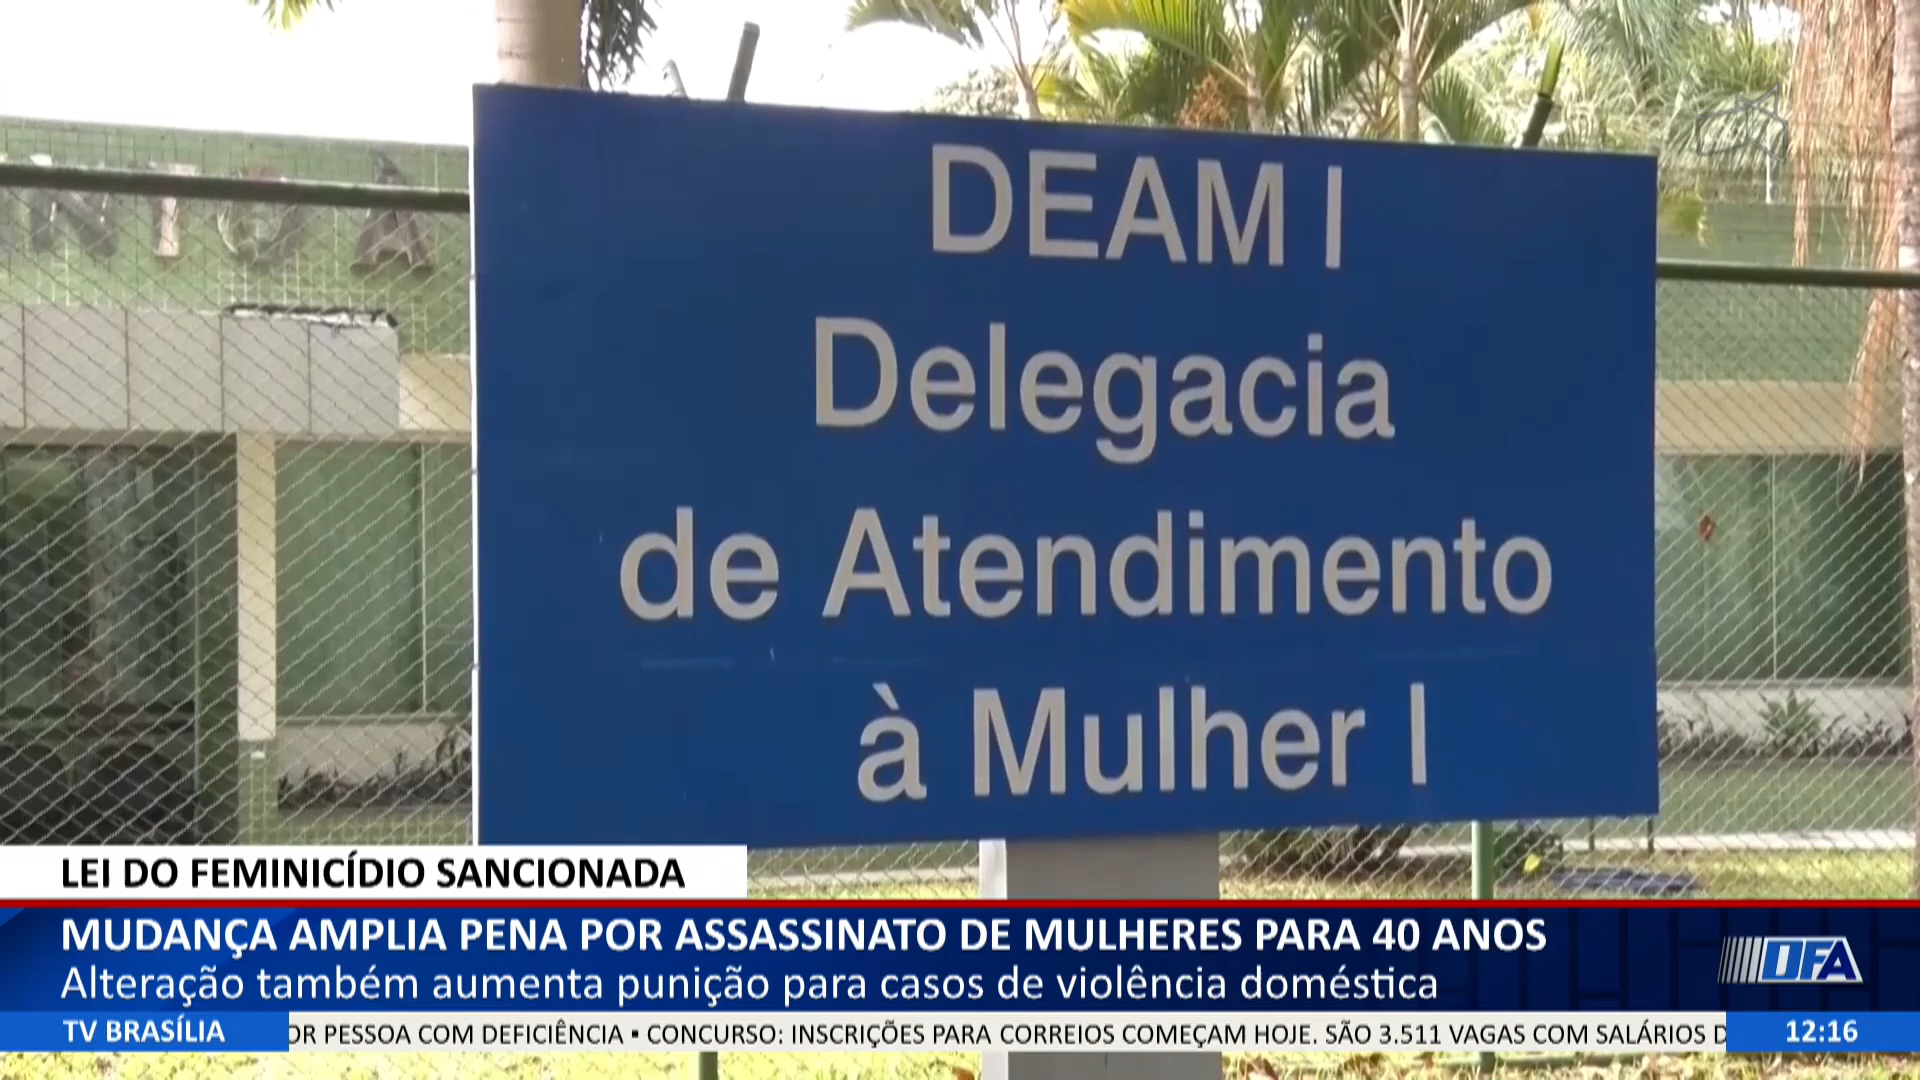 DEAM I
Delegacia
de Atendimento
à Mulher I
LEI DO FEMINICÍDIO SANCIONADA
MUDANÇA AMPLIA PENA POR ASSASSINATO DE MULHERES PARA 40 ANOS
Alteração também aumenta punição para casos de violência doméstica
DFA
TV BRASÍLIA
OR PESSOA COM DEFICIÊNCIA ▪ CONCURSO: INSCRIÇÕES PARA CORREIOS COMEÇAM HOJE. SÃO 3.511 VAGAS COM SALÁRIOS D
12:16